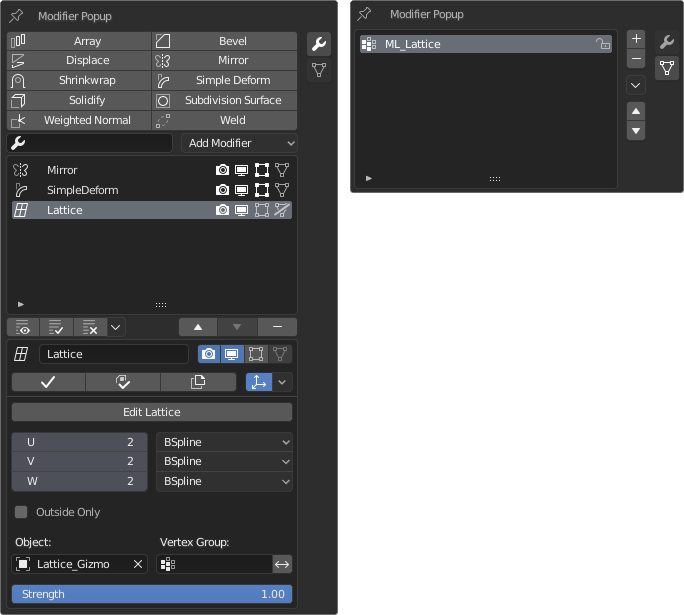 Modifier Popup
Array
Bevel
Displace
Mirror
Shrinkwrap
Simple Deform
Solidify
Subdivision Surface
Weighted Normal
Weld
Add Modifier
Mirror
SimpleDeform
Lattice
Lattice
Edit Lattice
U 2
BSpline
V 2
BSpline
W 2
BSpline
Outside Only
Object:
Vertex Group:
Lattice_Gizmo
Strength 1.00
Modifier Popup
ML_Lattice